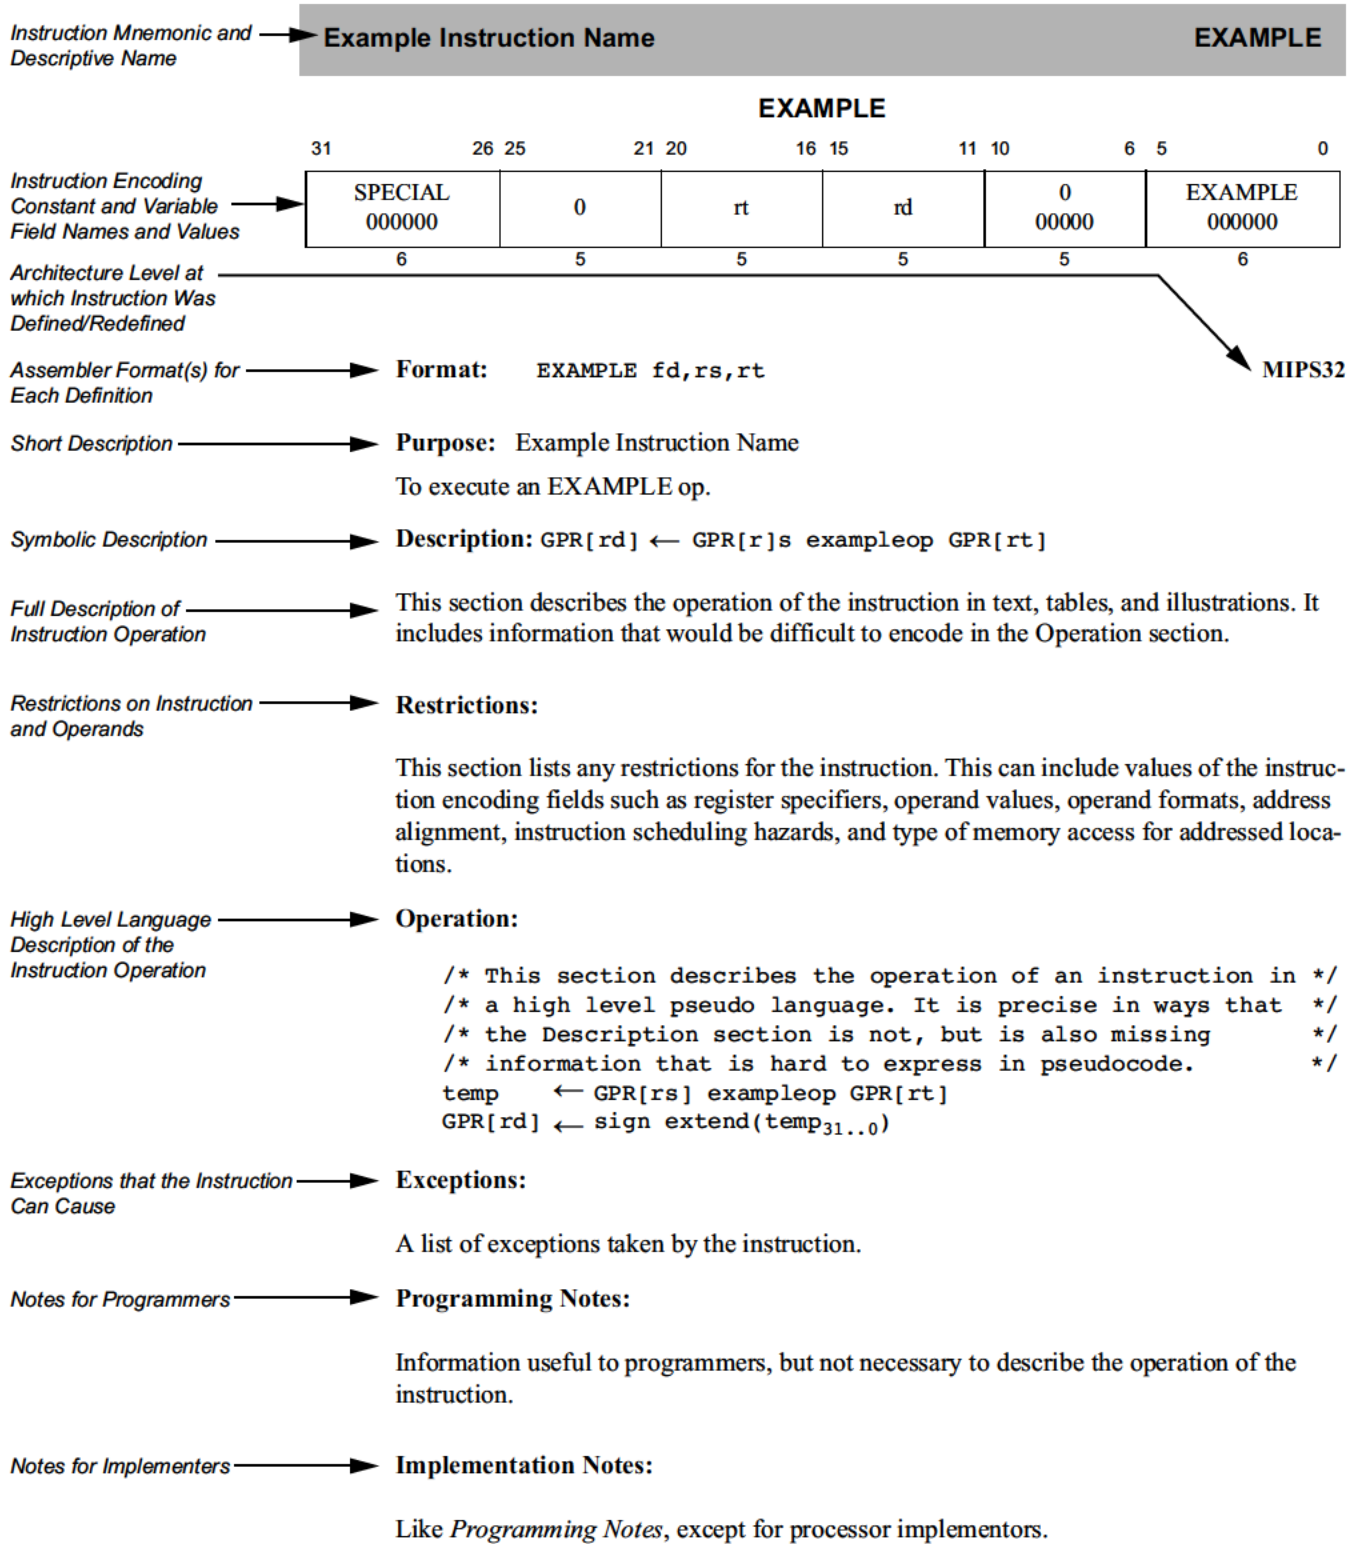 Instruction Mnemonic and
Descriptive Name
Example Instruction Name EXAMPLE
EXAMPLE
31 26 25 21 20 16 15 11 10 6 5 0
Instruction Encoding
Constant and Variable
Field Names and Values
SPECIAL 0 rt rd 0 EXAMPLE
000000 00000 000000
6 5 5 5 5 6
Architecture Level at
which Instruction Was
Defined/Redefined
Assembler Format(s) for
Each Definition
Format: EXAMPLE fd,rs,rt MIPS32
Short Description
Purpose: Example Instruction Name
To execute an EXAMPLE op.
Symbolic Description
Description: GPR[rd] ← GPR[r]s exampleop GPR[rt]
Full Description of
Instruction Operation
This section describes the operation of the instruction in text, tables, and illustrations. It
includes information that would be difficult to encode in the Operation section.
Restrictions on Instruction
and Operands
Restrictions:
This section lists any restrictions for the instruction. This can include values of the instruc-
tion encoding fields such as register specifiers, operand values, operand formats, address
alignment, instruction scheduling hazards, and type of memory access for addressed loca-
tions.
High Level Language
Description of the
Instruction Operation
Operation:
/* This section describes the operation of an instruction in */
/* a high level pseudo language. It is precise in ways that */
/* the Description section is not, but is also missing */
/* information that is hard to express in pseudocode. */
temp ← GPR[rs] exampleop GPR[rt]
GPR[rd] ← sign extend(temp31..0)
Exceptions that the Instruction
Can Cause
Exceptions:
A list of exceptions taken by the instruction.
Notes for Programmers
Programming Notes:
Information useful to programmers, but not necessary to describe the operation of the
instruction.
Notes for Implementers
Implementation Notes:
Like Programming Notes, except for processor implementors.